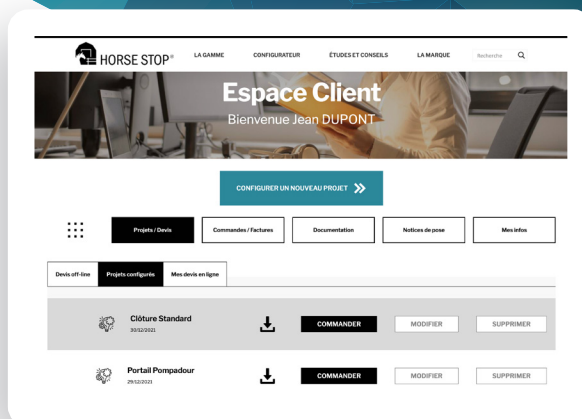 HORSE STOP®
LA GAMME
CONFIGURATEUR
ÉTUDES ET CONSEILS
LA MARQUE
Recherche
Espace Client
Bienvenue Jean DUPONT
CONFIGURER UN NOUVEAU PROJET
Projets / Devis
Commandes / Factures
Documentation
Notices de pose
Mes infos
Devis off-line
Projets configurés
Mes devis en ligne
Clôture Standard
30/12/2021
COMMANDER
MODIFIER
SUPPRIMER
Portail Pompadour
29/12/2021
COMMANDER
MODIFIER
SUPPRIMER